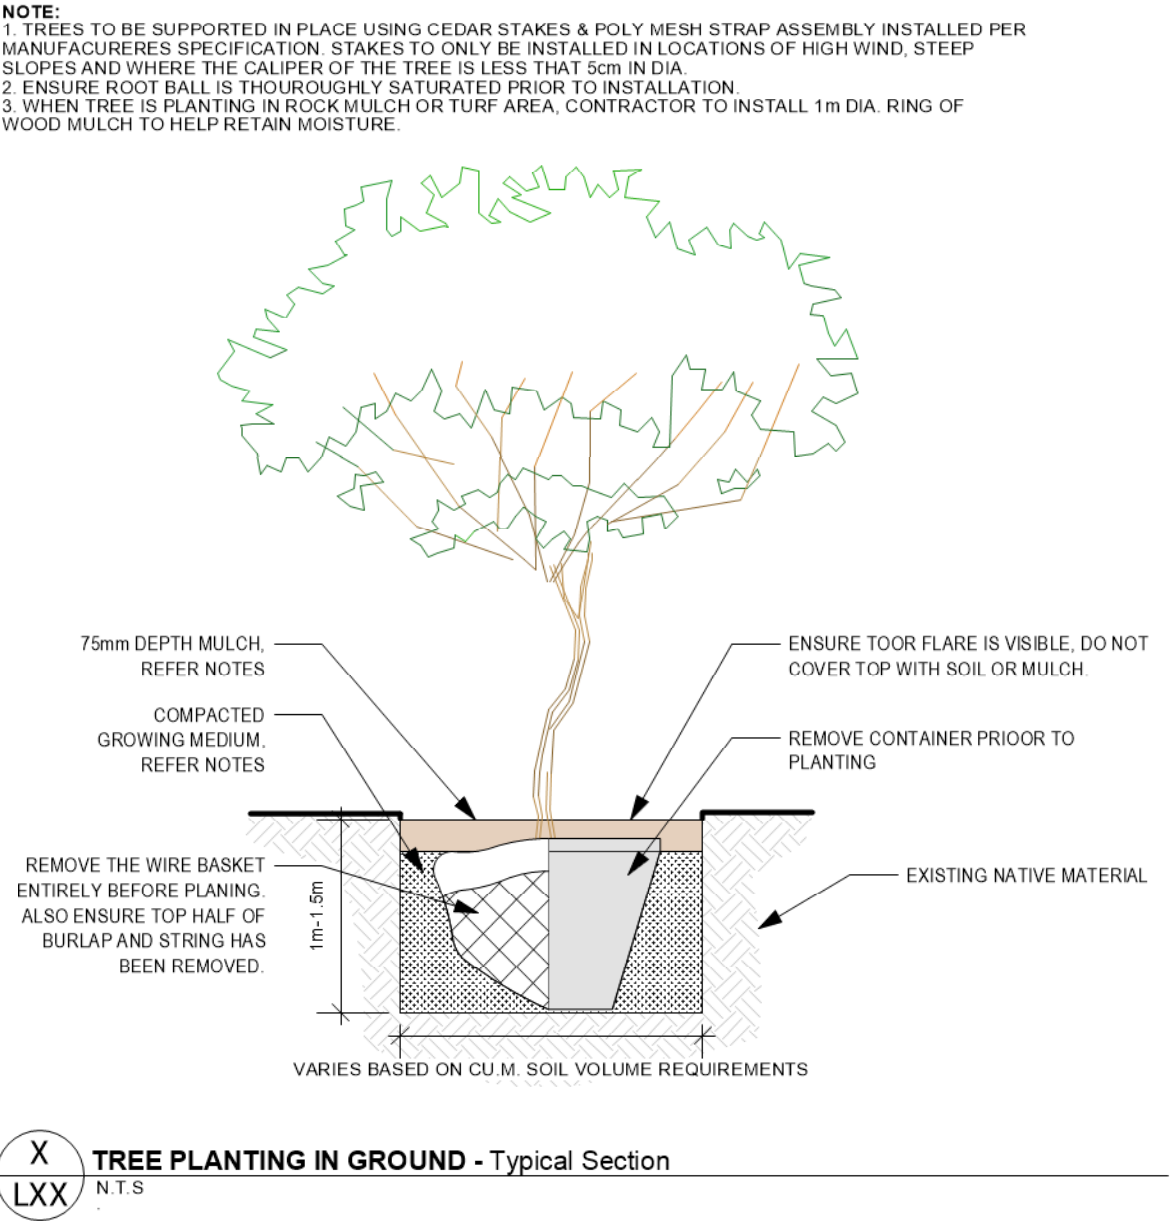 NOTE:
1. TREES TO BE SUPPORTED IN PLACE USING CEDAR STAKES & POLY MESH STRAP ASSEMBLY INSTALLED PER
MANUFACURERES SPECIFICATION. STAKES TO ONLY BE INSTALLED IN LOCATIONS OF HIGH WIND, STEEP
SLOPES AND WHERE THE CALIPER OF THE TREE IS LESS THAT 5cm IN DIA.
2. ENSURE ROOT BALL IS THOUROUGHLY SATURATED PRIOR TO INSTALLATION.
3. WHEN TREE IS PLANTING IN ROCK MULCH OR TURF AREA, CONTRACTOR TO INSTALL 1m DIA. RING OF
WOOD MULCH TO HELP RETAIN MOISTURE.
75mm DEPTH MULCH,
REFER NOTES
COMPACTED
GROWING MEDIUM.
REFER NOTES
REMOVE THE WIRE BASKET
ENTIRELY BEFORE PLANING.
ALSO ENSURE TOP HALF OF
BURLAP AND STRING HAS
BEEN REMOVED.
1m-1.5m
ENSURE TOOR FLARE IS VISIBLE, DO NOT
COVER TOP WITH SOIL OR MULCH.
REMOVE CONTAINER PRIOOR TO
PLANTING
EXISTING NATIVE MATERIAL
VARIES BASED ON CU.M. SOIL VOLUME REQUIREMENTS
X
LXX
TREE PLANTING IN GROUND - Typical Section
N.T.S